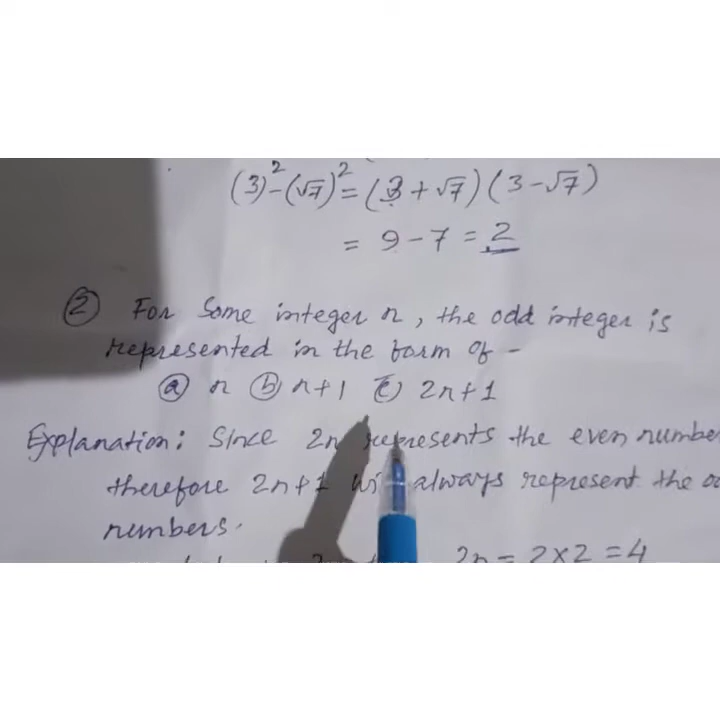 (3)² - (√7)² = (3 + √7) (3 - √7)
= 9 - 7 = 2
② For Some integer n, the odd integer is
represented in the form of -
ⓐ n ⓑ n+1 ⓒ 2n+1
Explanation: Since 2n represents the even number
therefore 2n+1 always represent the
numbers.
2n = 2×2 = 4